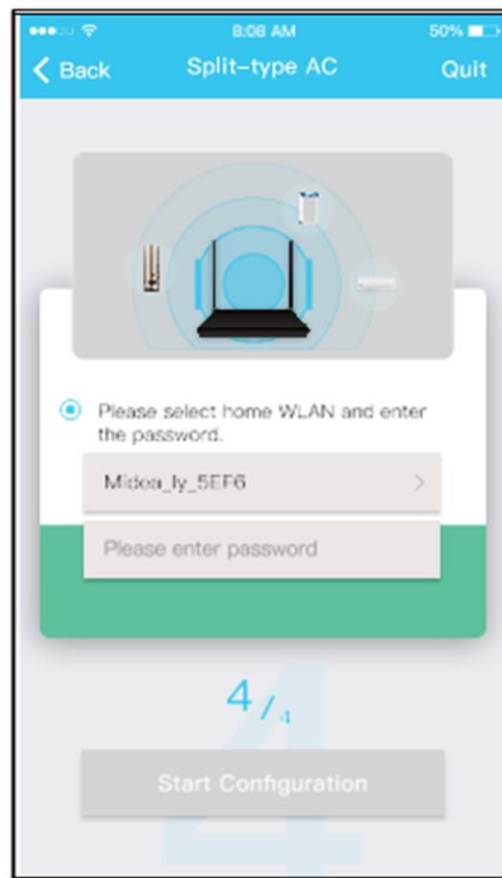 8:08 AM
50%
Back
Split-type AC
Quit
Please select home WLAN and enter
the password.
Midea_ly_5EF6
Please enter password
4/4
Start Configuration
4